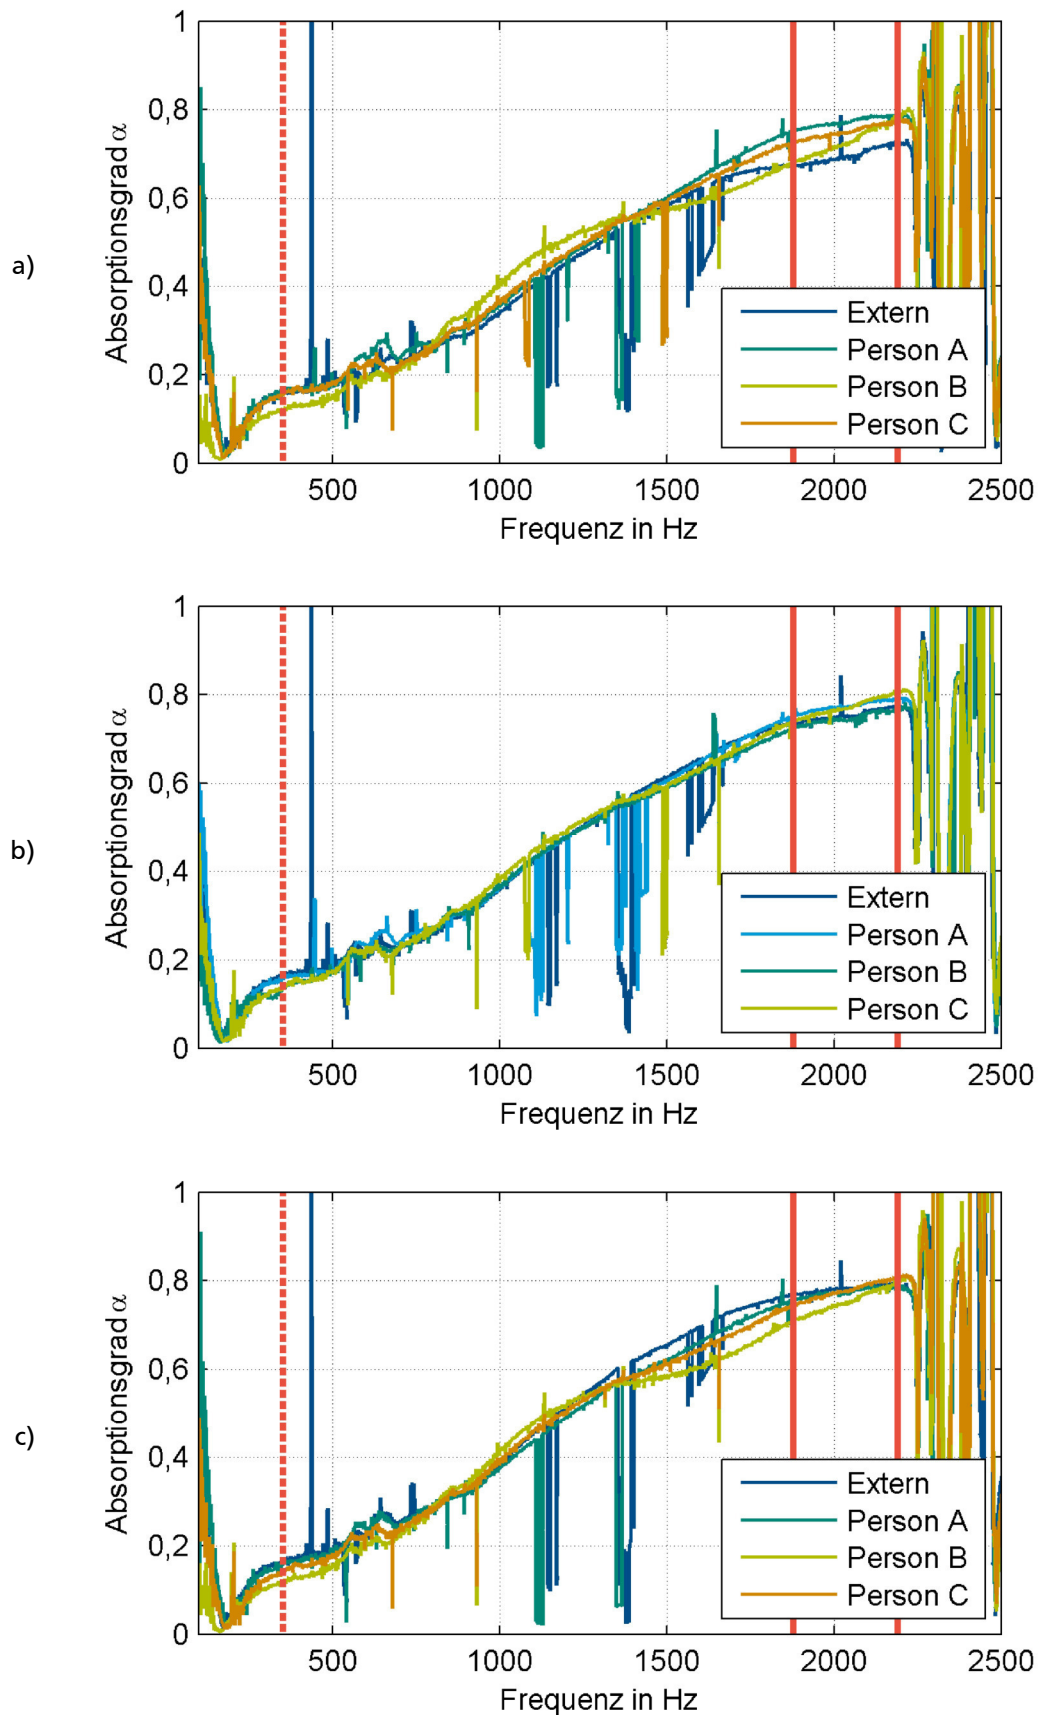 a)
Absorptionsgrad α
1
0,8
0,6
0,4
0,2
0
500
1000
1500
2000
2500
Frequenz in Hz
Extern
Person A
Person B
Person C
b)
Absorptionsgrad α
1
0,8
0,6
0,4
0,2
0
500
1000
1500
2000
2500
Frequenz in Hz
Extern
Person A
Person B
Person C
c)
Absorptionsgrad α
1
0,8
0,6
0,4
0,2
0
500
1000
1500
2000
2500
Frequenz in Hz
Extern
Person A
Person B
Person C